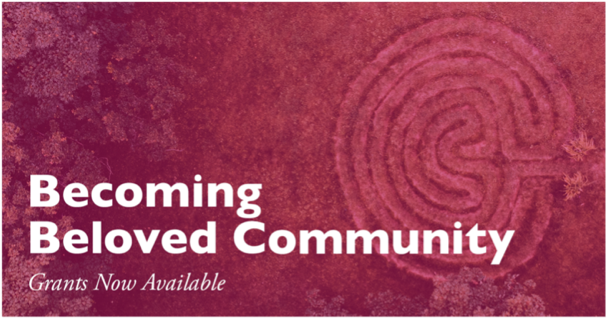 Becoming
Beloved Community
Grants Now Available